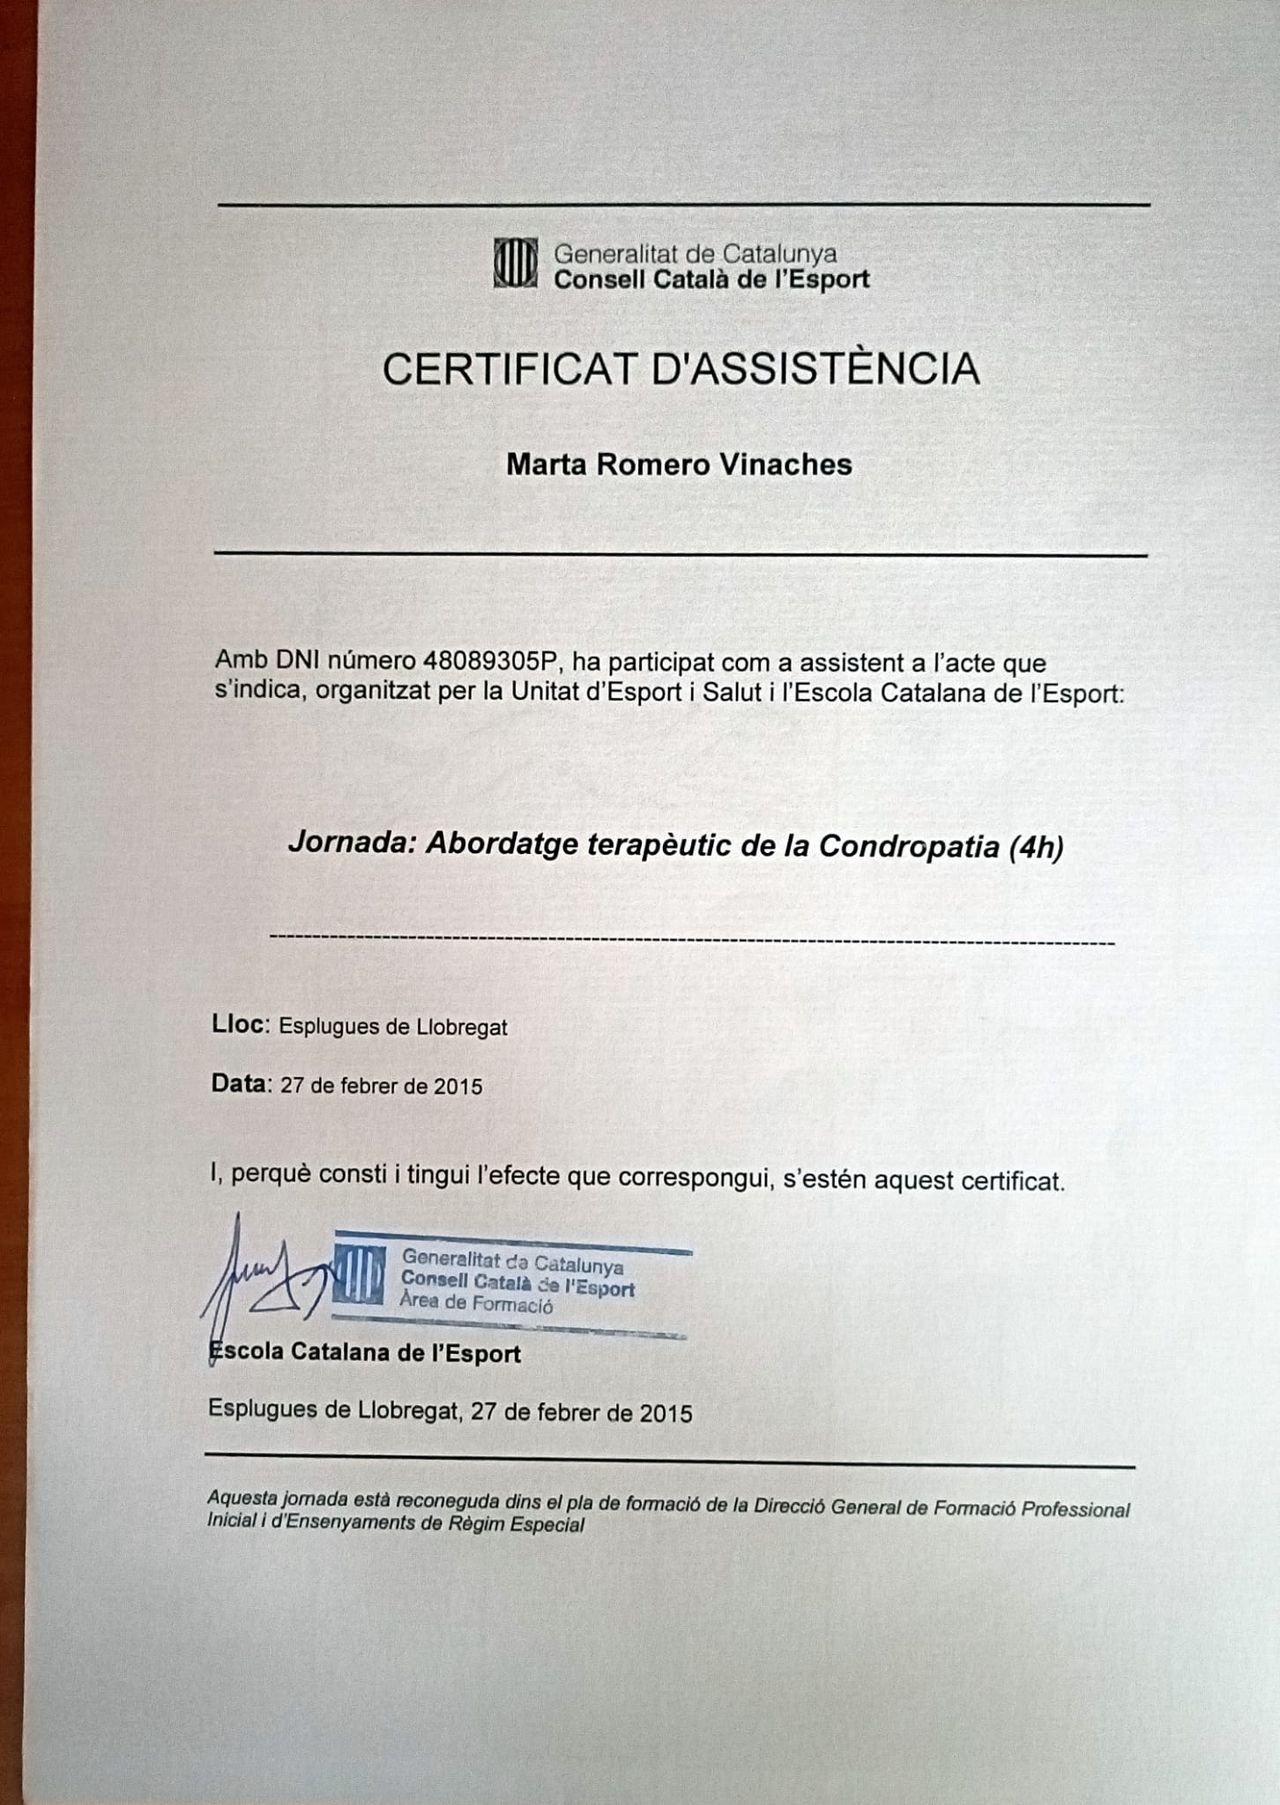 Generalitat de Catalunya
Consell Català de l'Esport
CERTIFICAT D'ASSISTÈNCIA
Marta Romero Vinaches
Amb DNI número 48089305P, ha participat com a assistent a l'acte que
s'indica, organitzat per la Unitat d'Esport i Salut i l'Escola Catalana de l'Esport:
Jornada: Abordatge terapèutic de la Condropatia (4h)
Lloc: Esplugues de Llobregat
Data: 27 de febrer de 2015
I, perquè consti i tingui l'efecte que correspongui, s'estén aquest certificat.
Generalitat de Catalunya
Consell Català de l'Esport
Àrea de Formació
Escola Catalana de l'Esport
Esplugues de Llobregat, 27 de febrer de 2015
Aquesta jornada està reconeguda dins el pla de formació de la Direcció General de Formació Professional
Inicial i d'Ensenyaments de Règim Especial